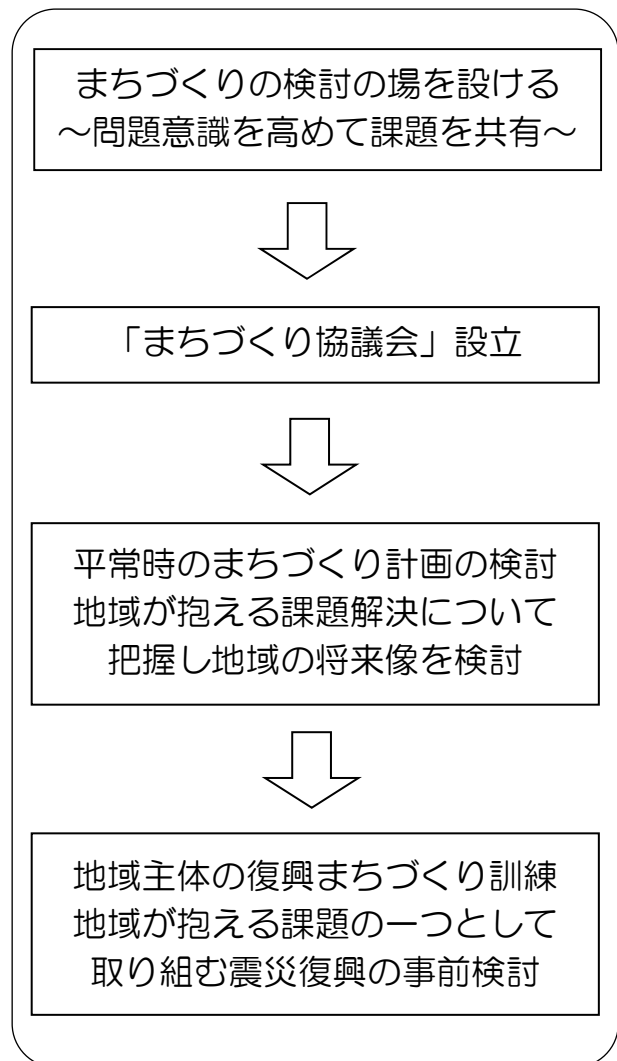 まちづくりの検討の場を設ける
～問題意識を高めて課題を共有～
「まちづくり協議会」設立
平常時のまちづくり計画の検討
地域が抱える課題解決について
把握し地域の将来像を検討
地域主体の復興まちづくり訓練
地域が抱える課題の一つとして
取り組む震災復興の事前検討